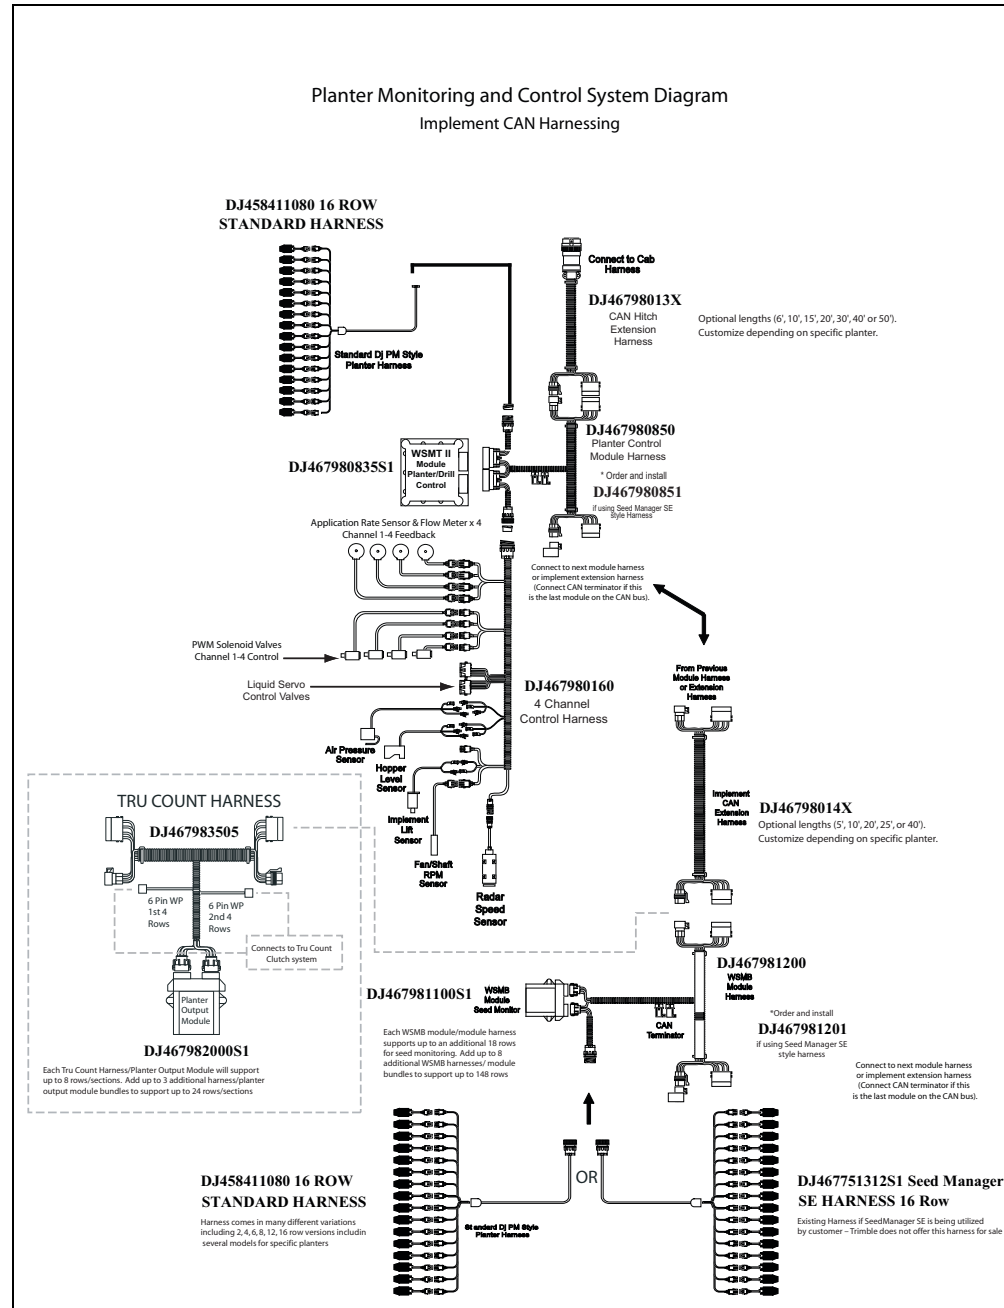 Planter Monitoring and Control System Diagram
Implement CAN Harnessing
DJ458411080 16 ROW
STANDARD HARNESS
Standard Dj PM Style
Planter Harness
Connect to Cab
Harness
DJ46798013X
CAN Hitch
Extension
Harness
Optional lengths (6', 10', 15', 20', 30', 40' or 50').
Customize depending on specific planter.
DJ467980835S1
WSMT II
Module
Planter/Drill
Control
DJ467980850
Planter Control
Module Harness
* Order and install
DJ467980851
if using Seed Manager SE
style Harness
Application Rate Sensor & Flow Meter x 4
Channel 1-4 Feedback
Connect to next module harness
or implement extension harness
(Connect CAN terminator if this
is the last module on the CAN bus).
PWM Solenoid Valves
Channel 1-4 Control
Liquid Servo
Control Valves
DJ467980160
4 Channel
Control Harness
Air Pressure
Sensor
Hopper
Level
Sensor
Implement
Lift
Sensor
Fan/Shaft
RPM
Sensor
Radar
Speed
Sensor
From Previous
Module Harness
or Extension
Harness
Implement
CAN
Extension
Harness
DJ46798014X
Optional lengths (5', 10', 20', 25', or 40').
Customize depending on specific planter.
TRU COUNT HARNESS
DJ467983505
6 Pin WP
1st 4
Rows
6 Pin WP
2nd 4
Rows
Connects to Tru Count
Clutch system
Planter
Output
Module
DJ467982000S1
Each Tru Count Harness/Planter Output Module will support
up to 8 rows/sections. Add up to 3 additional harness/planter
output module bundles to support up to 24 rows/sections
DJ467981100S1
WSMB
Module
Seed Monitor
Each WSMB module/module harness
supports up to an additional 18 rows
for seed monitoring. Add up to 8
additional WSMB harnesses/ module
bundles to support up to 148 rows
CAN
Terminator
DJ467981200
WSMB
Module
Harness
*Order and install
DJ467981201
if using Seed Manager SE
style harness
Connect to next module harness
or implement extension harness
(Connect CAN terminator if this
is the last module on the CAN bus).
DJ458411080 16 ROW
STANDARD HARNESS
Harness comes in many different variations
including 2, 4, 6, 8, 12, 16 row versions includin
several models for specific planters
St andard Dj PM Style
Planter Harness
OR
DJ467751312S1 Seed Manager
SE HARNESS 16 Row
Existing Harness if SeedManager SE is being utilized
by customer – Trimble does not offer this harness for sale